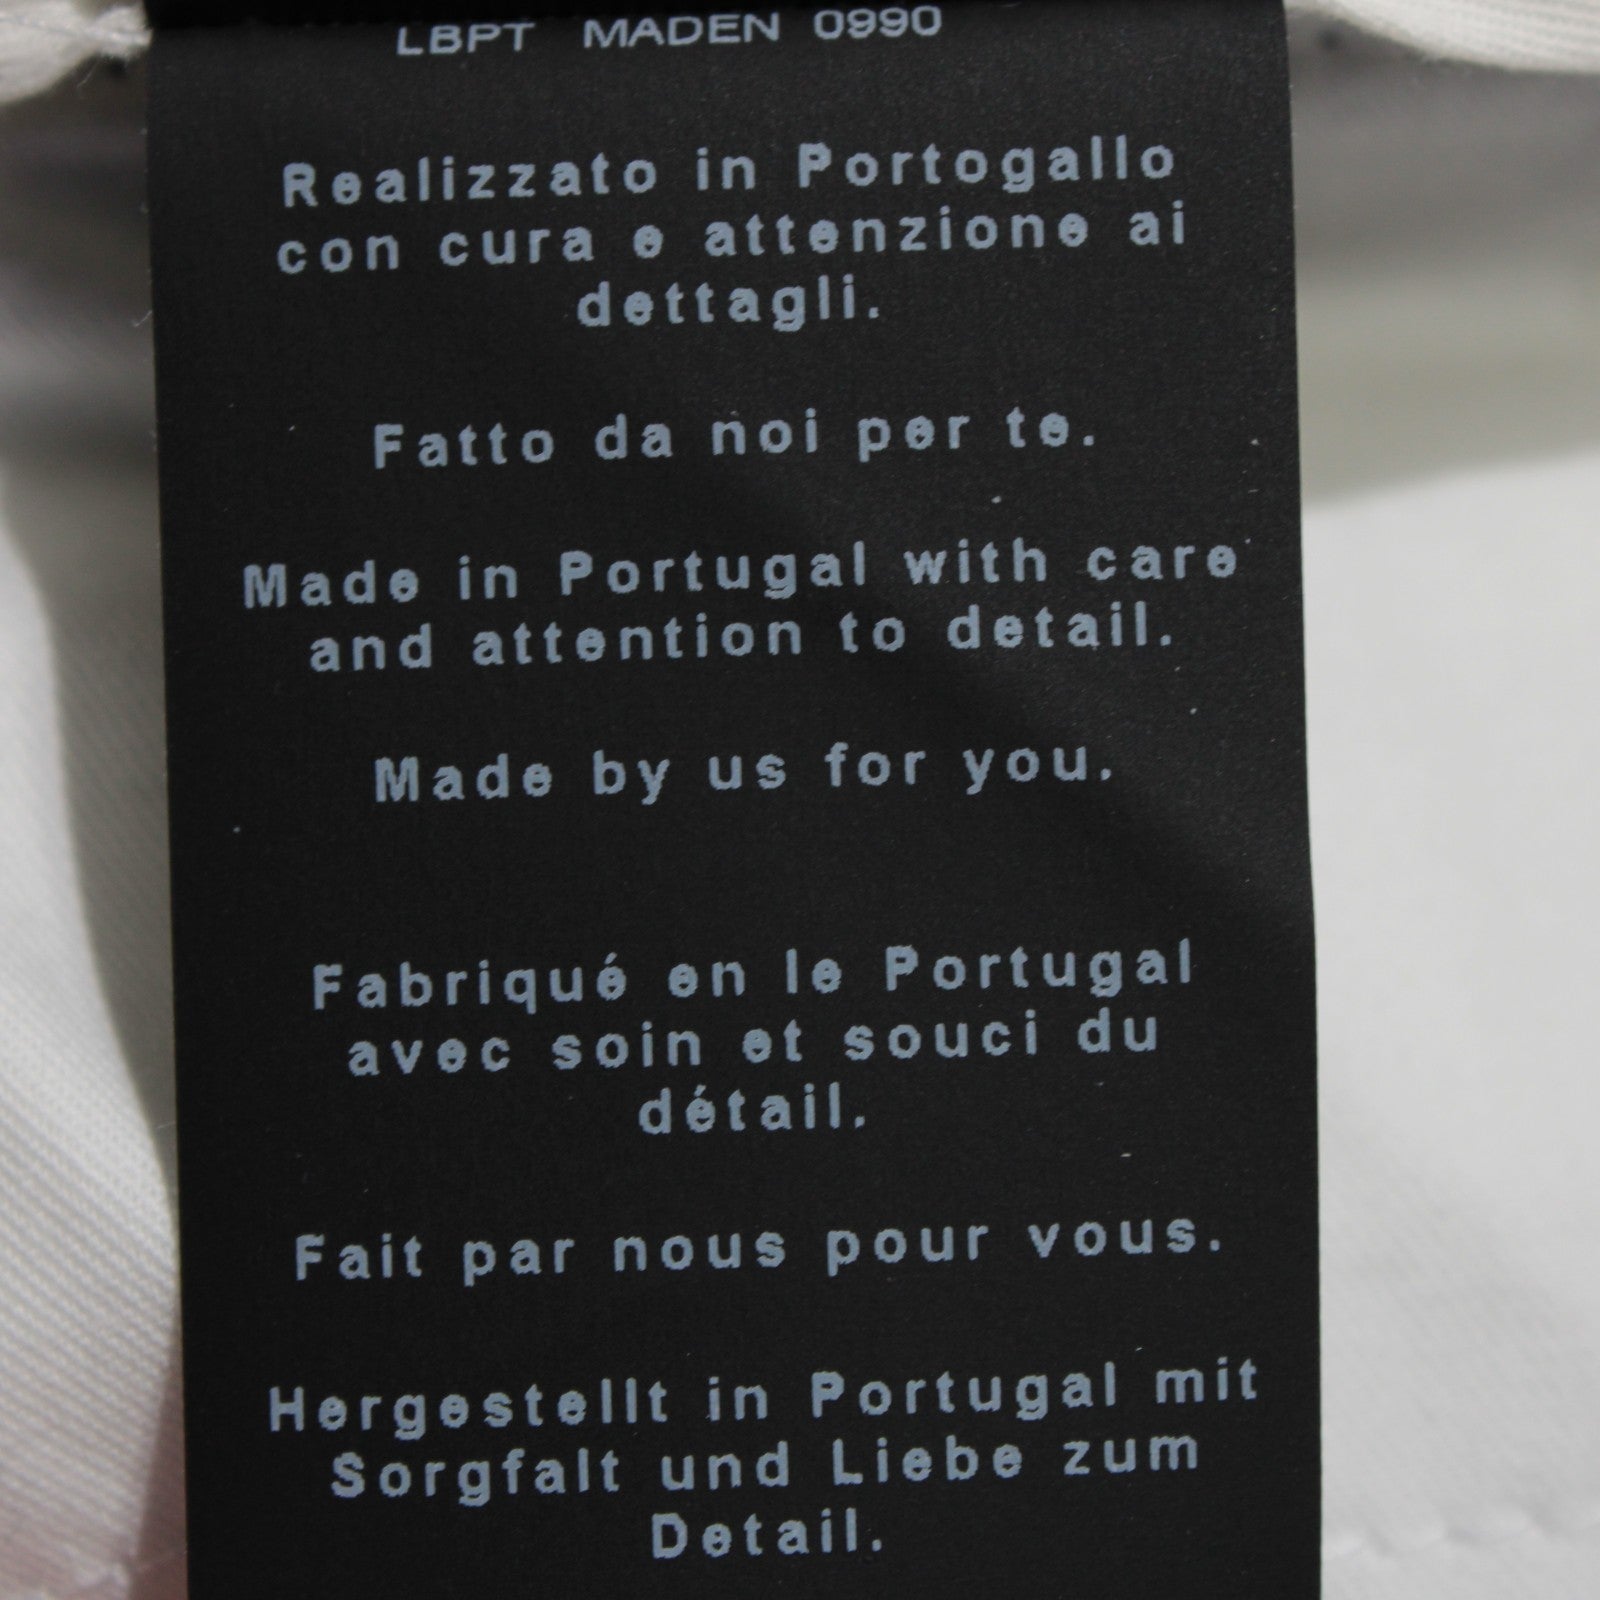 LBPT MADEN 0990
Realizzato in Portogallo
con cura e attenzione ai
dettagli.
Fatto da noi per te.
Made in Portugal with care
and attention to detail.
Made by us for you.
Fabriqué en le Portugal
avec soin et souci du
détail.
Fait par nous pour vous.
Hergestellt in Portugal mit
Sorgfalt und Liebe zum
Detail.